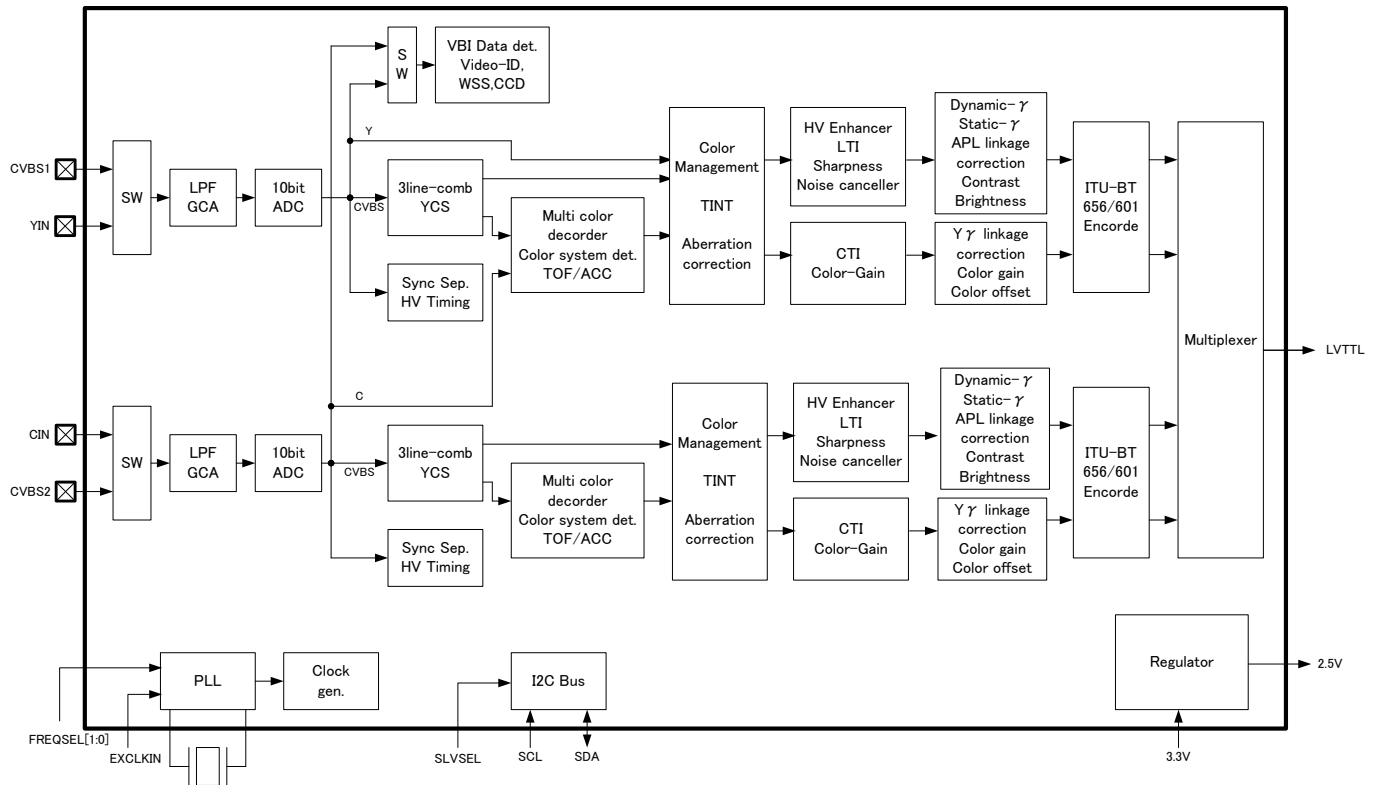 S
W
VBI Data det.
Video-ID,
WSS,CCD
CVBS1
YIN
SW
LPF
GCA
10bit
ADC
Y
CVBS
3line-comb
YCS
Sync Sep.
HV Timing
Multi color
decorder
Color system det.
TOF/ACC
Color
Management
TINT
Aberration
correction
HV Enhancer
LTI
Sharpness
Noise canceller
CTI
Color-Gain
Dynamic-γ
Static-γ
APL linkage
correction
Contrast
Brightness
Yγ linkage
correction
Color gain
Color offset
ITU-BT
656/601
Encorde
Multiplexer
LVTTL
C
CIN
CVBS2
SW
LPF
GCA
10bit
ADC
CVBS
3line-comb
YCS
Sync Sep.
HV Timing
Multi color
decorder
Color system det.
TOF/ACC
Color
Management
TINT
Aberration
correction
HV Enhancer
LTI
Sharpness
Noise canceller
CTI
Color-Gain
Dynamic-γ
Static-γ
APL linkage
correction
Contrast
Brightness
Yγ linkage
correction
Color gain
Color offset
ITU-BT
656/601
Encorde
PLL
Clock
gen.
I2C Bus
Regulator
2.5V
FREQSEL[1:0]
EXCLKIN
SLVSEL
SCL
SDA
3.3V